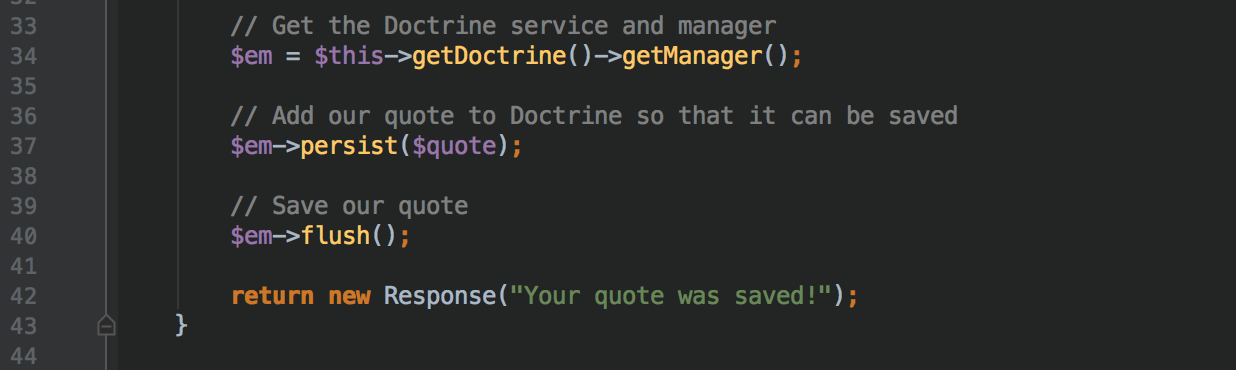 33 // Get the Doctrine service and manager
34 $em = $this->getDoctrine()->getManager();
35
36 // Add our quote to Doctrine so that it can be saved
37 $em->persist($quote);
38
39 // Save our quote
40 $em->flush();
41
42 return new Response("Your quote was saved!");
43 }
44